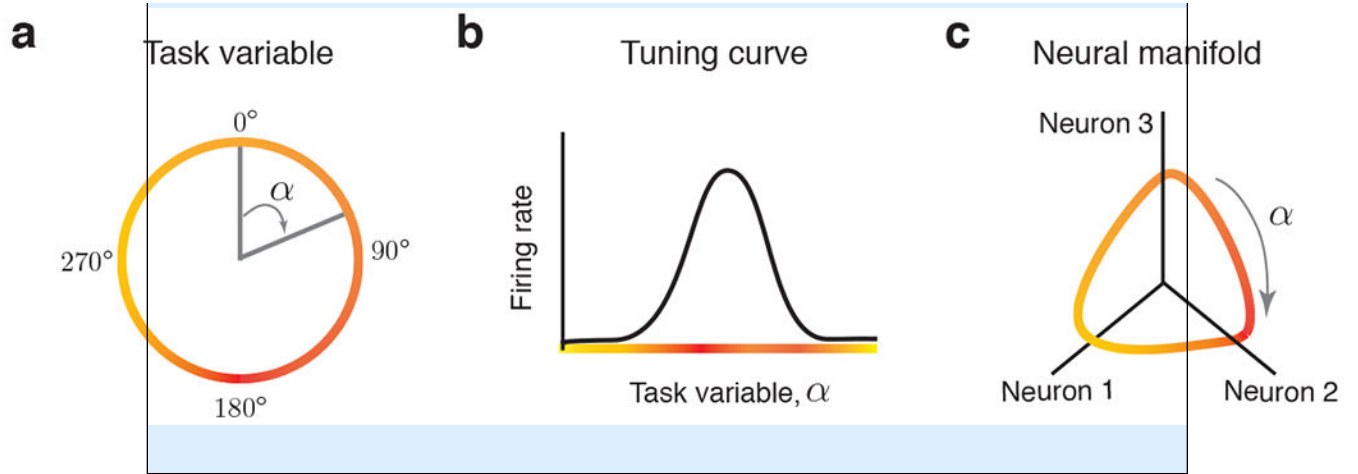 a
Task variable
0°
α
90°
270°
180°
b
Tuning curve
Firing rate
Task variable, α
c
Neural manifold
Neuron 3
α
Neuron 1
Neuron 2